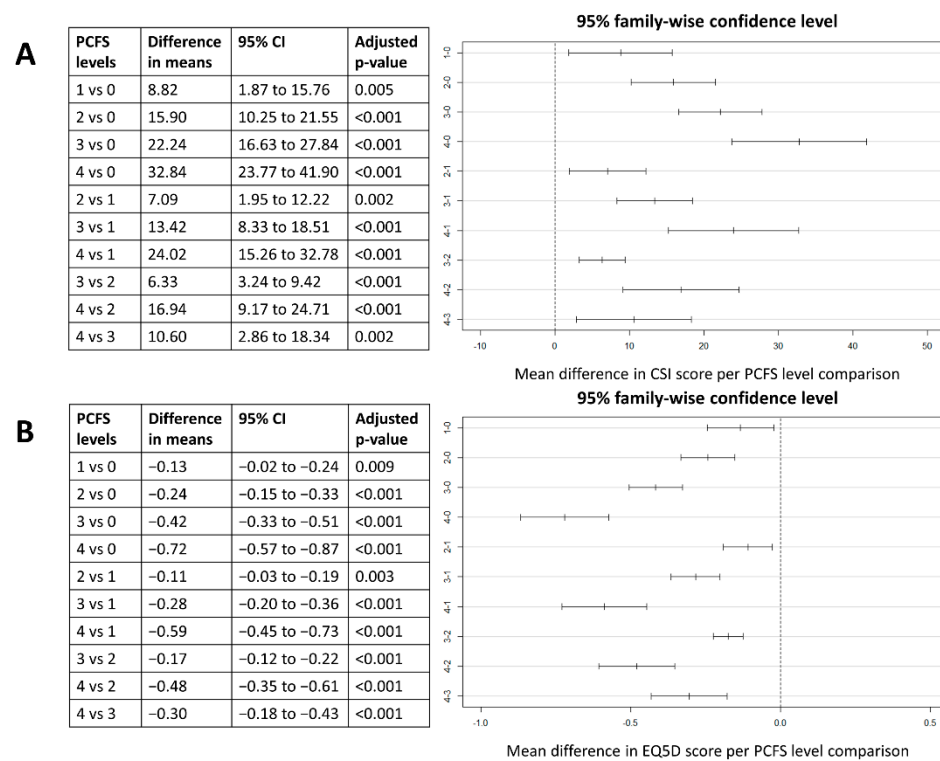 A
PCFS levels | Difference in means | 95% CI | Adjusted p-value
1 vs 0 | 8.82 | 1.87 to 15.76 | 0.005
2 vs 0 | 15.90 | 10.25 to 21.55 | <0.001
3 vs 0 | 22.24 | 16.63 to 27.84 | <0.001
4 vs 0 | 32.84 | 23.77 to 41.90 | <0.001
2 vs 1 | 7.09 | 1.95 to 12.22 | 0.002
3 vs 1 | 13.42 | 8.33 to 18.51 | <0.001
4 vs 1 | 24.02 | 15.26 to 32.78 | <0.001
3 vs 2 | 6.33 | 3.24 to 9.42 | <0.001
4 vs 2 | 16.94 | 9.17 to 24.71 | <0.001
4 vs 3 | 10.60 | 2.86 to 18.34 | 0.002
95% family-wise confidence level
1-0
2-0
3-0
4-0
2-1
3-1
4-1
3-2
4-2
4-3
-10 0 10 20 30 40 50
Mean difference in CSI score per PCFS level comparison
B
PCFS levels | Difference in means | 95% CI | Adjusted p-value
1 vs 0 | −0.13 | −0.02 to −0.24 | 0.009
2 vs 0 | −0.24 | −0.15 to −0.33 | <0.001
3 vs 0 | −0.42 | −0.33 to −0.51 | <0.001
4 vs 0 | −0.72 | −0.57 to −0.87 | <0.001
2 vs 1 | −0.11 | −0.03 to −0.19 | 0.003
3 vs 1 | −0.28 | −0.20 to −0.36 | <0.001
4 vs 1 | −0.59 | −0.45 to −0.73 | <0.001
3 vs 2 | −0.17 | −0.12 to −0.22 | <0.001
4 vs 2 | −0.48 | −0.35 to −0.61 | <0.001
4 vs 3 | −0.30 | −0.18 to −0.43 | <0.001
95% family-wise confidence level
1-0
2-0
3-0
4-0
2-1
3-1
4-1
3-2
4-2
4-3
-1.0 -0.5 0.0 0.5
Mean difference in EQ5D score per PCFS level comparison